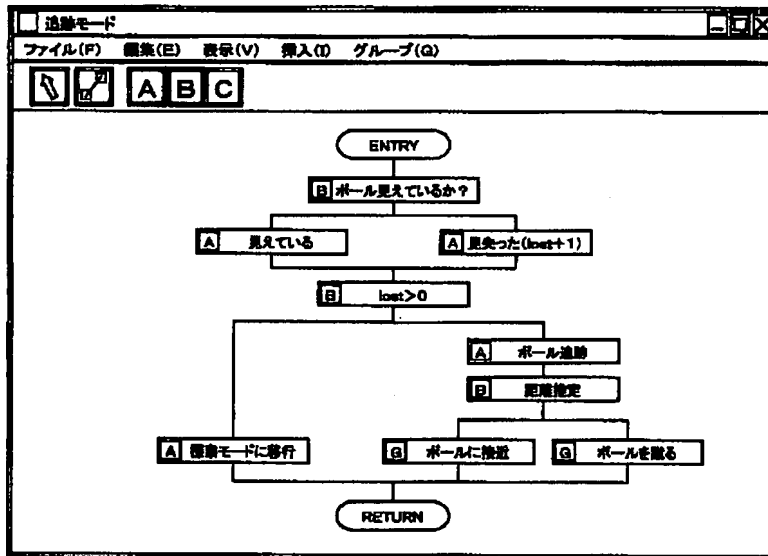 追跡モード
ファイル(F) 編集(E) 表示(V) 挿入(I) グループ(G)
A B C
ENTRY
B ボール見えているか？
A 見えている
A 見失った(lost+1)
B lost>0
A ボール追跡
B 距離推定
A 探索モードに移行
G ボールに接近
G ボールを蹴る
RETURN